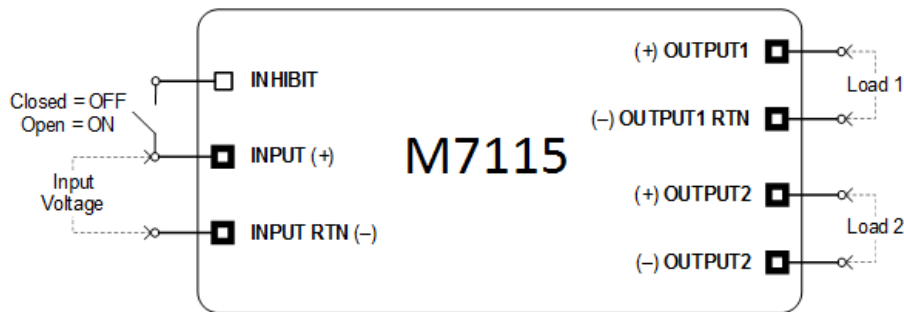 INHIBIT
Closed = OFF
Open = ON
INPUT (+)
Input
Voltage
INPUT RTN (–)
M7115
(+) OUTPUT1
Load 1
(–) OUTPUT1 RTN
(+) OUTPUT2
Load 2
(–) OUTPUT2